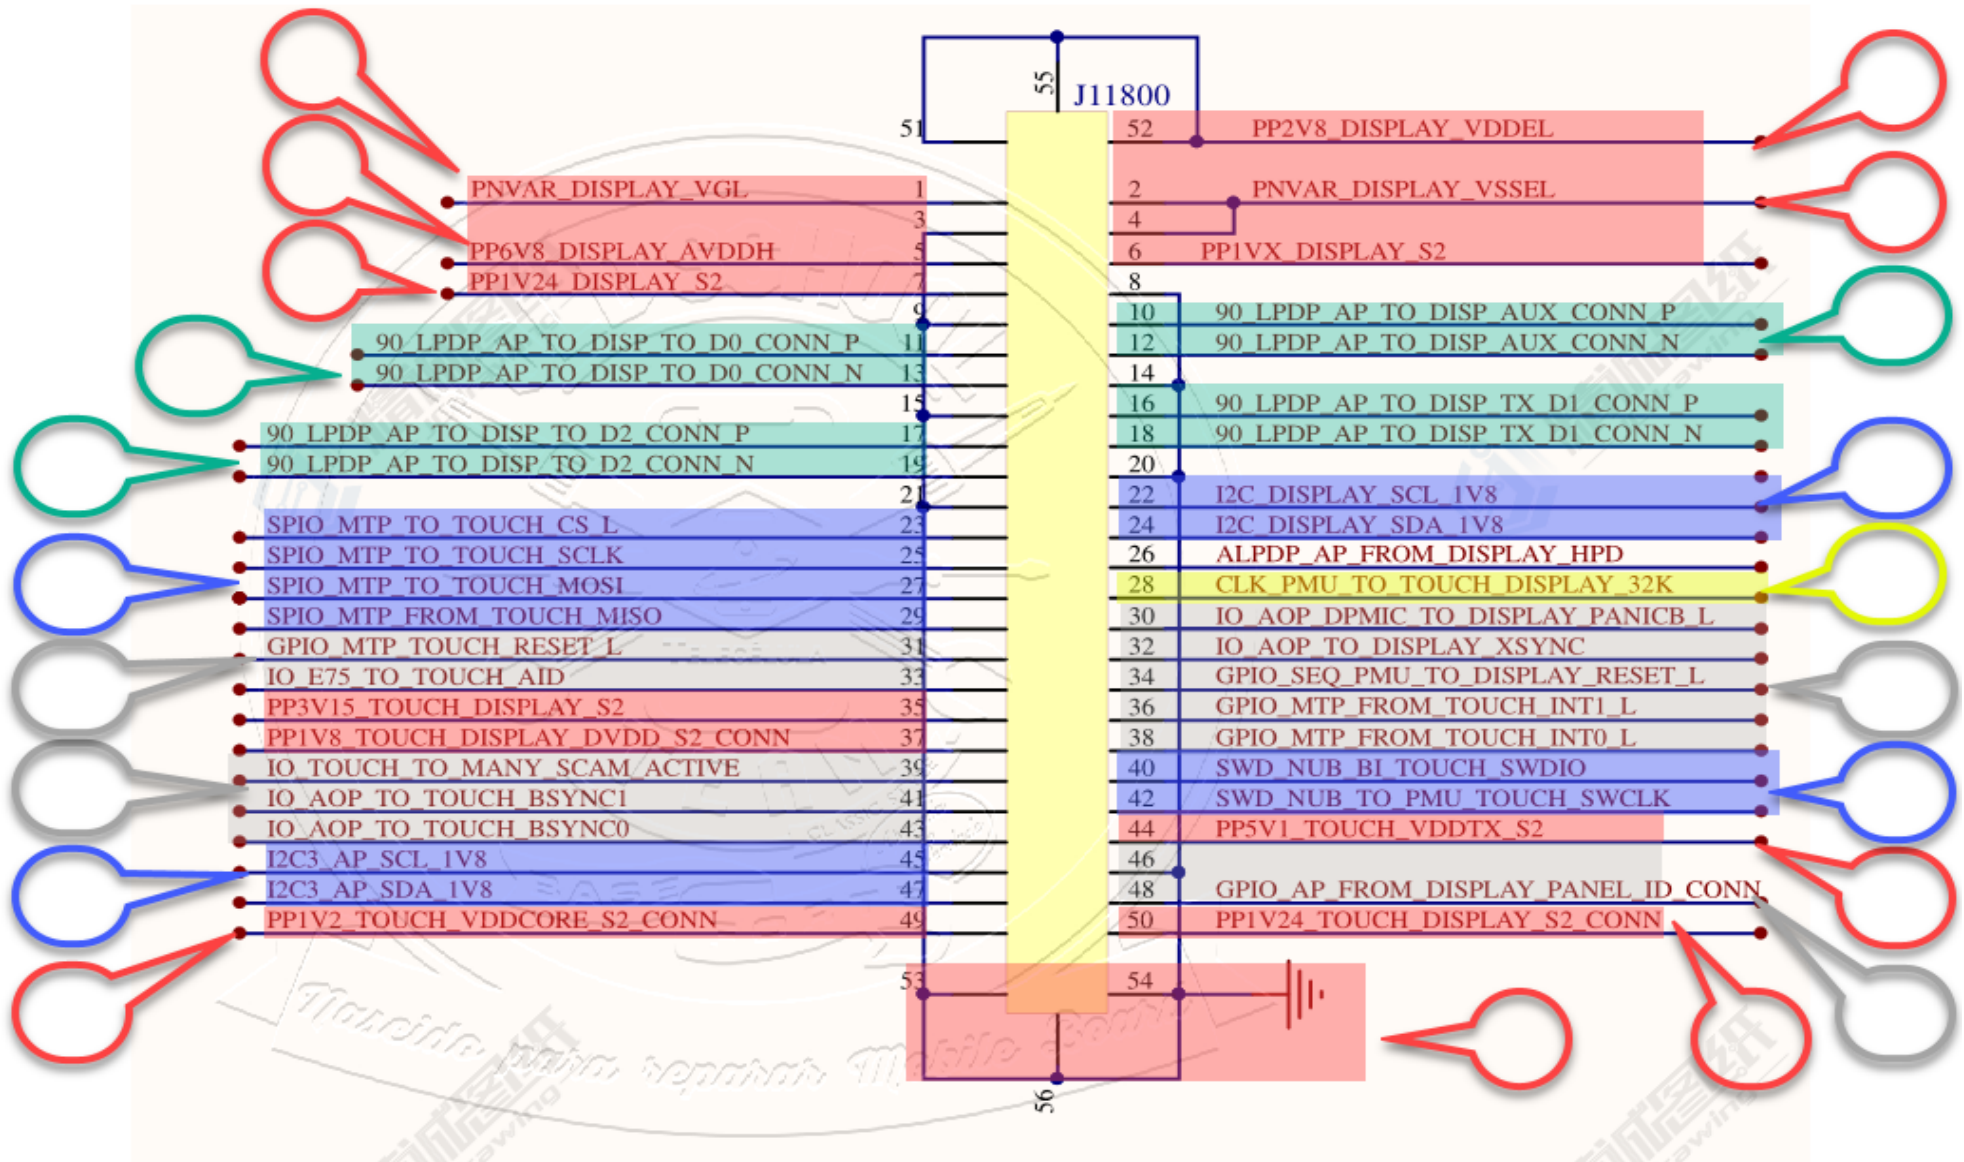 55
J11800
51 52 PP2V8_DISPLAY_VDDEL
PNVAR_DISPLAY_VGL 1 2 PNVAR_DISPLAY_VSSEL
3 4
PP6V8_DISPLAY_AVDDH 5 6 PP1VX_DISPLAY_S2
PP1V24_DISPLAY_S2 7 8
9 10 90_LPDP_AP_TO_DISP_AUX_CONN_P
90_LPDP_AP_TO_DISP_TO_D0_CONN_P 11 12 90_LPDP_AP_TO_DISP_AUX_CONN_N
90_LPDP_AP_TO_DISP_TO_D0_CONN_N 13 14
15 16 90_LPDP_AP_TO_DISP_TX_D1_CONN_P
90_LPDP_AP_TO_DISP_TO_D2_CONN_P 17 18 90_LPDP_AP_TO_DISP_TX_D1_CONN_N
90_LPDP_AP_TO_DISP_TO_D2_CONN_N 19 20
21 22 I2C_DISPLAY_SCL_1V8
SPIO_MTP_TO_TOUCH_CS_L 23 24 I2C_DISPLAY_SDA_1V8
SPIO_MTP_TO_TOUCH_SCLK 25 26 ALPDP_AP_FROM_DISPLAY_HPD
SPIO_MTP_TO_TOUCH_MOSI 27 28 CLK_PMU_TO_TOUCH_DISPLAY_32K
SPIO_MTP_FROM_TOUCH_MISO 29 30 IO_AOP_DPMIC_TO_DISPLAY_PANICB_L
GPIO_MTP_TOUCH_RESET_L 31 32 IO_AOP_TO_DISPLAY_XSYNC
IO_E75_TO_TOUCH_AID 33 34 GPIO_SEQ_PMU_TO_DISPLAY_RESET_L
PP3V15_TOUCH_DISPLAY_S2 35 36 GPIO_MTP_FROM_TOUCH_INT1_L
PP1V8_TOUCH_DISPLAY_DVDD_S2_CONN 37 38 GPIO_MTP_FROM_TOUCH_INT0_L
IO_TOUCH_TO_MANY_SCAM_ACTIVE 39 40 SWD_NUB_BI_TOUCH_SWDIO
IO_AOP_TO_TOUCH_BSYNC1 41 42 SWD_NUB_TO_PMU_TOUCH_SWCLK
IO_AOP_TO_TOUCH_BSYNC0 43 44 PP5V1_TOUCH_VDDTX_S2
I2C3_AP_SCL_1V8 45 46
I2C3_AP_SDA_1V8 47 48 GPIO_AP_FROM_DISPLAY_PANEL_ID_CONN
PP1V2_TOUCH_VDDCORE_S2_CONN 49 50 PP1V24_TOUCH_DISPLAY_S2_CONN
53 54
Nascida para reparar Mobile
56